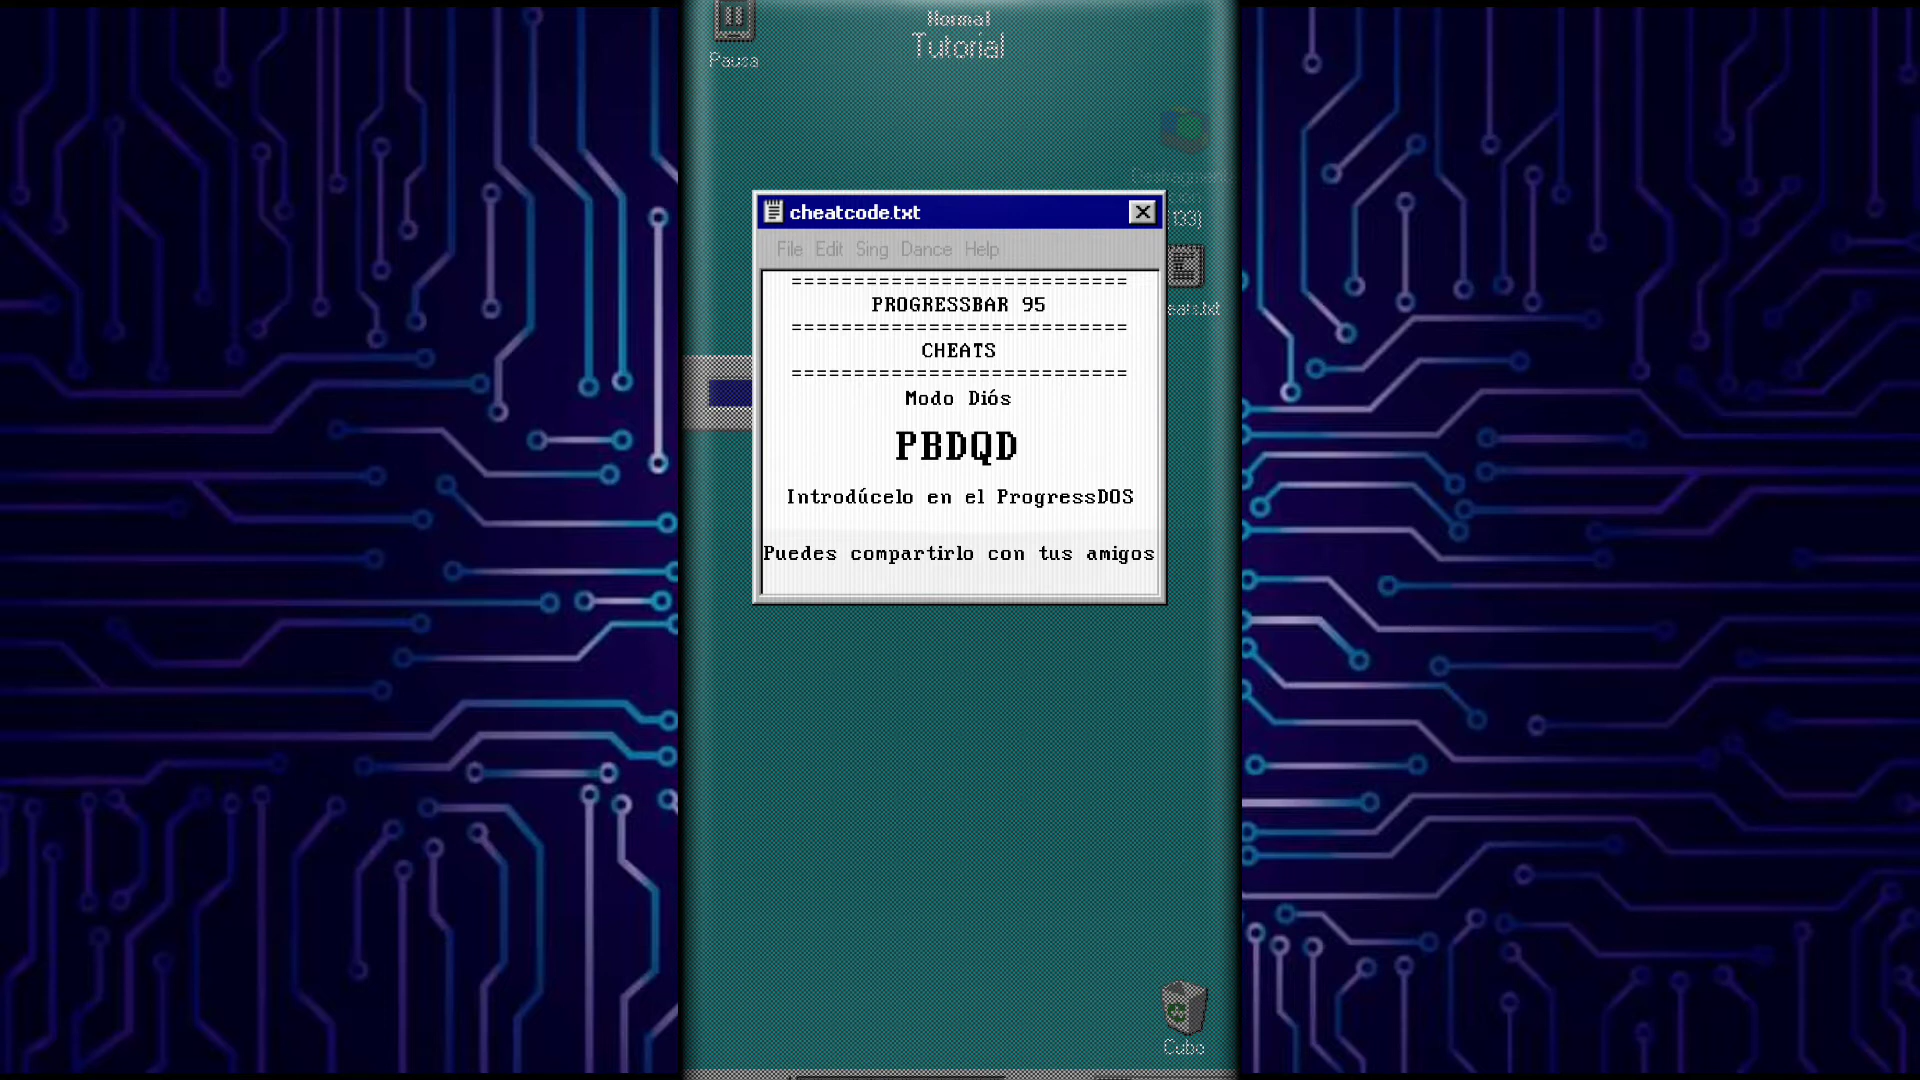 Normal
Tutorial
Pausa
(133)
cheatcode.txt
File Edit Sing Dance Help
===========================
PROGRESSBAR 95
===========================
CHEATS
===========================
Modo Diós
PBDQD
Introdúcelo en el ProgressDOS
Puedes compartirlo con tus amigos
Cubo